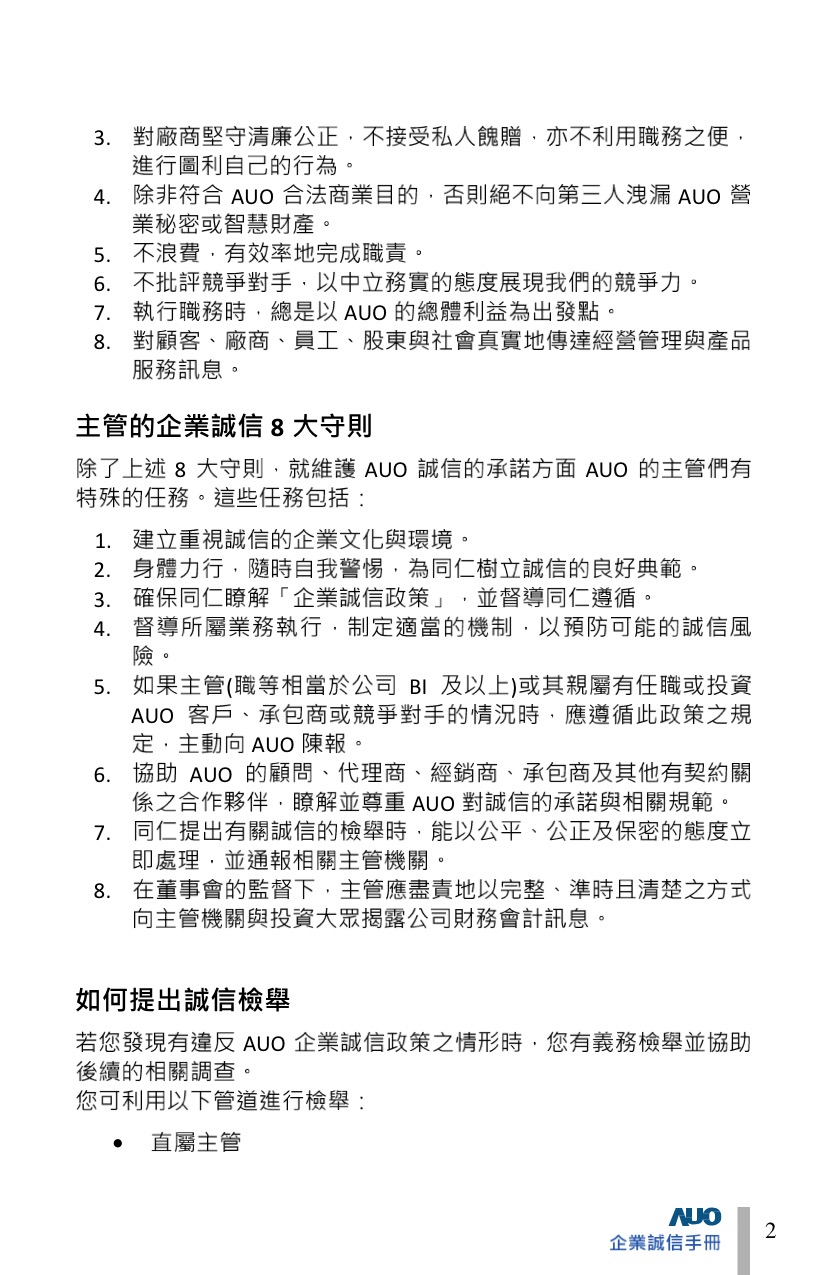 3. 對廠商堅守清廉公正，不接受私人餽贈，亦不利用職務之便，
進行圖利自己的行為。
4. 除非符合 AUO 合法商業目的，否則絕不向第三人洩漏 AUO 營
業秘密或智慧財產。
5. 不浪費，有效率地完成職責。
6. 不批評競爭對手，以中立務實的態度展現我們的競爭力。
7. 執行職務時，總是以 AUO 的總體利益為出發點。
8. 對顧客、廠商、員工、股東與社會真實地傳達經營管理與產品
服務訊息。
主管的企業誠信 8 大守則
除了上述 8 大守則，就維護 AUO 誠信的承諾方面 AUO 的主管們有
特殊的任務。這些任務包括：
1. 建立重視誠信的企業文化與環境。
2. 身體力行，隨時自我警惕，為同仁樹立誠信的良好典範。
3. 確保同仁瞭解「企業誠信政策」，並督導同仁遵循。
4. 督導所屬業務執行，制定適當的機制，以預防可能的誠信風
險。
5. 如果主管(職等相當於公司 BI 及以上)或其親屬有任職或投資
AUO 客戶、承包商或競爭對手的情況時，應遵循此政策之規
定，主動向 AUO 陳報。
6. 協助 AUO 的顧問、代理商、經銷商、承包商及其他有契約關
係之合作夥伴，瞭解並尊重 AUO 對誠信的承諾與相關規範。
7. 同仁提出有關誠信的檢舉時，能以公平、公正及保密的態度立
即處理，並通報相關主管機關。
8. 在董事會的監督下，主管應盡責地以完整、準時且清楚之方式
向主管機關與投資大眾揭露公司財務會計訊息。
如何提出誠信檢舉
若您發現有違反 AUO 企業誠信政策之情形時，您有義務檢舉並協助
後續的相關調查。
您可利用以下管道進行檢舉：
• 直屬主管
AUO
企業誠信手冊
2